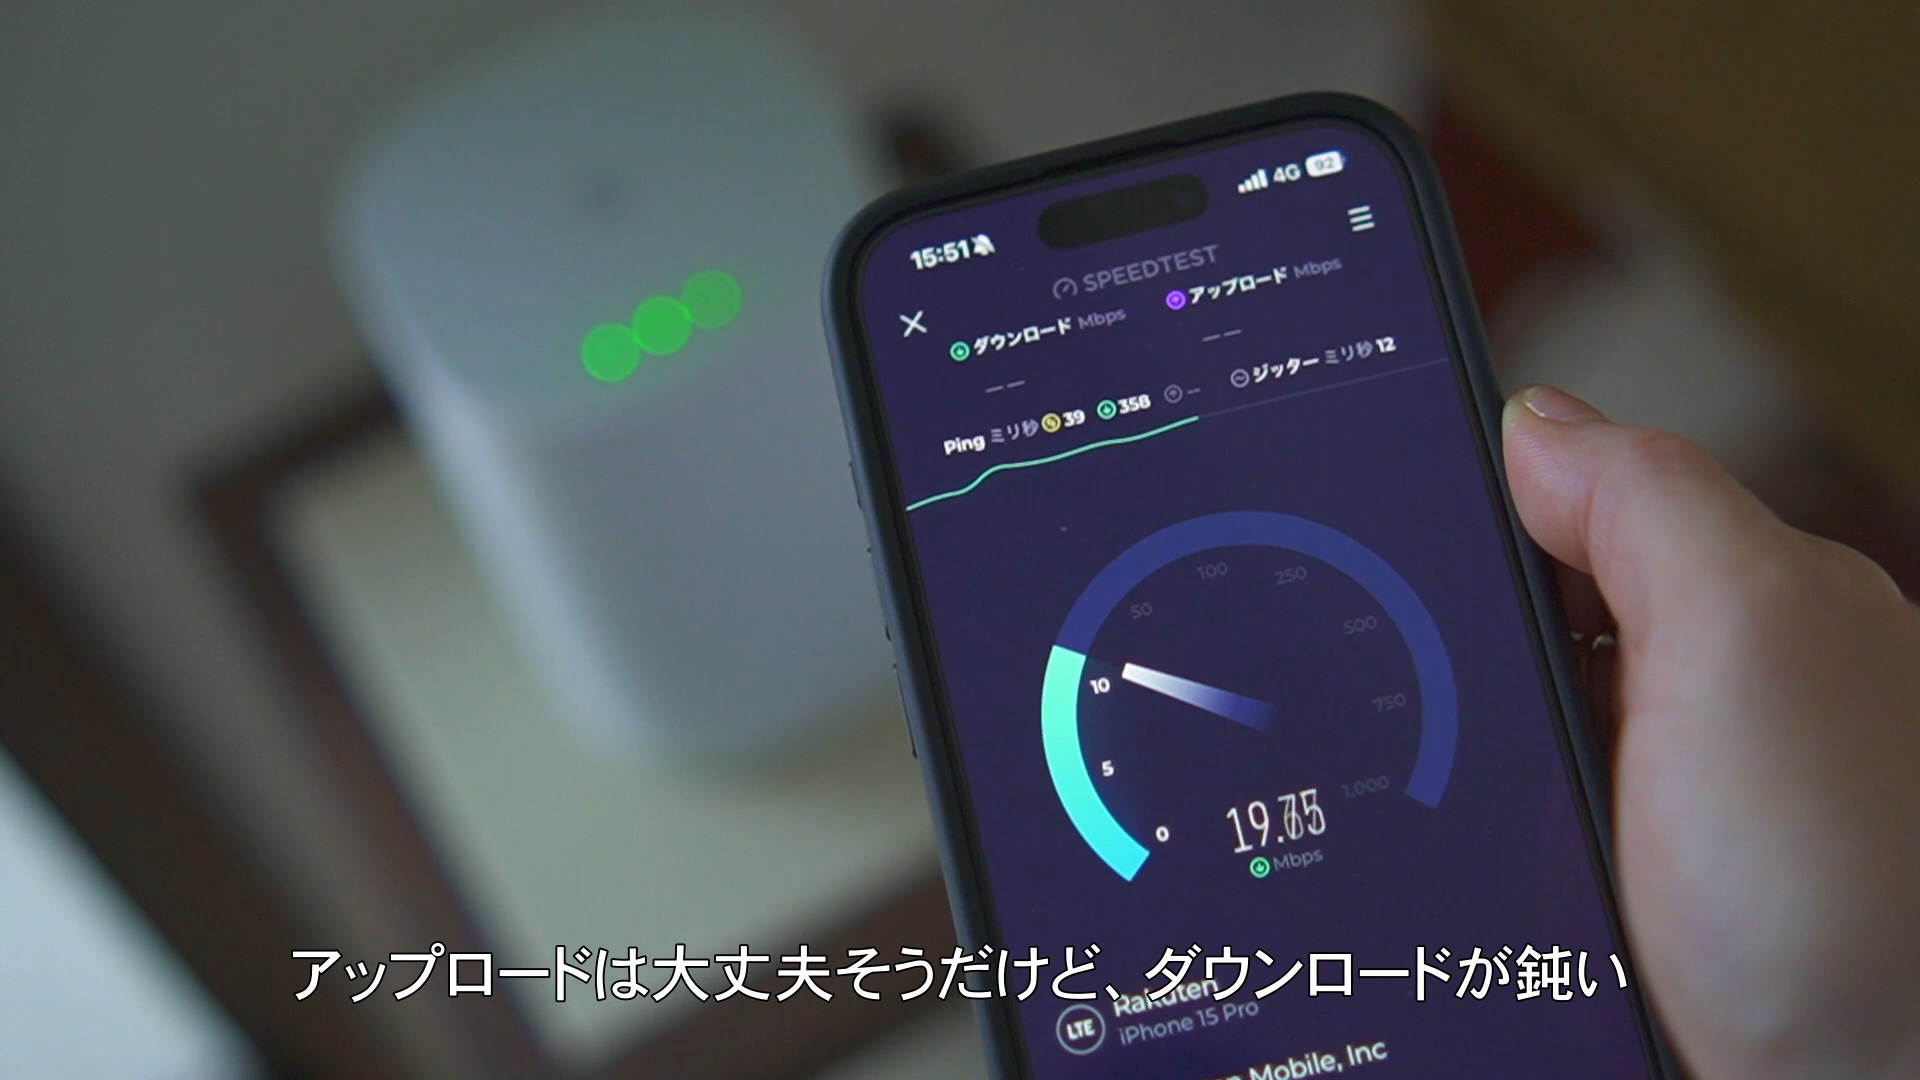 15:51
4G 92
SPEEDTEST
ダウンロード Mbps
アップロード Mbps
Ping ミリ秒 39 358 --
ジッター ミリ秒 12
0
5
10
50
100
250
500
750
1,000
Mbps
アップロードは大丈夫そうだけど、ダウンロードが鈍い
LTE
Rakuten
iPhone 15 Pro
Mobile, Inc